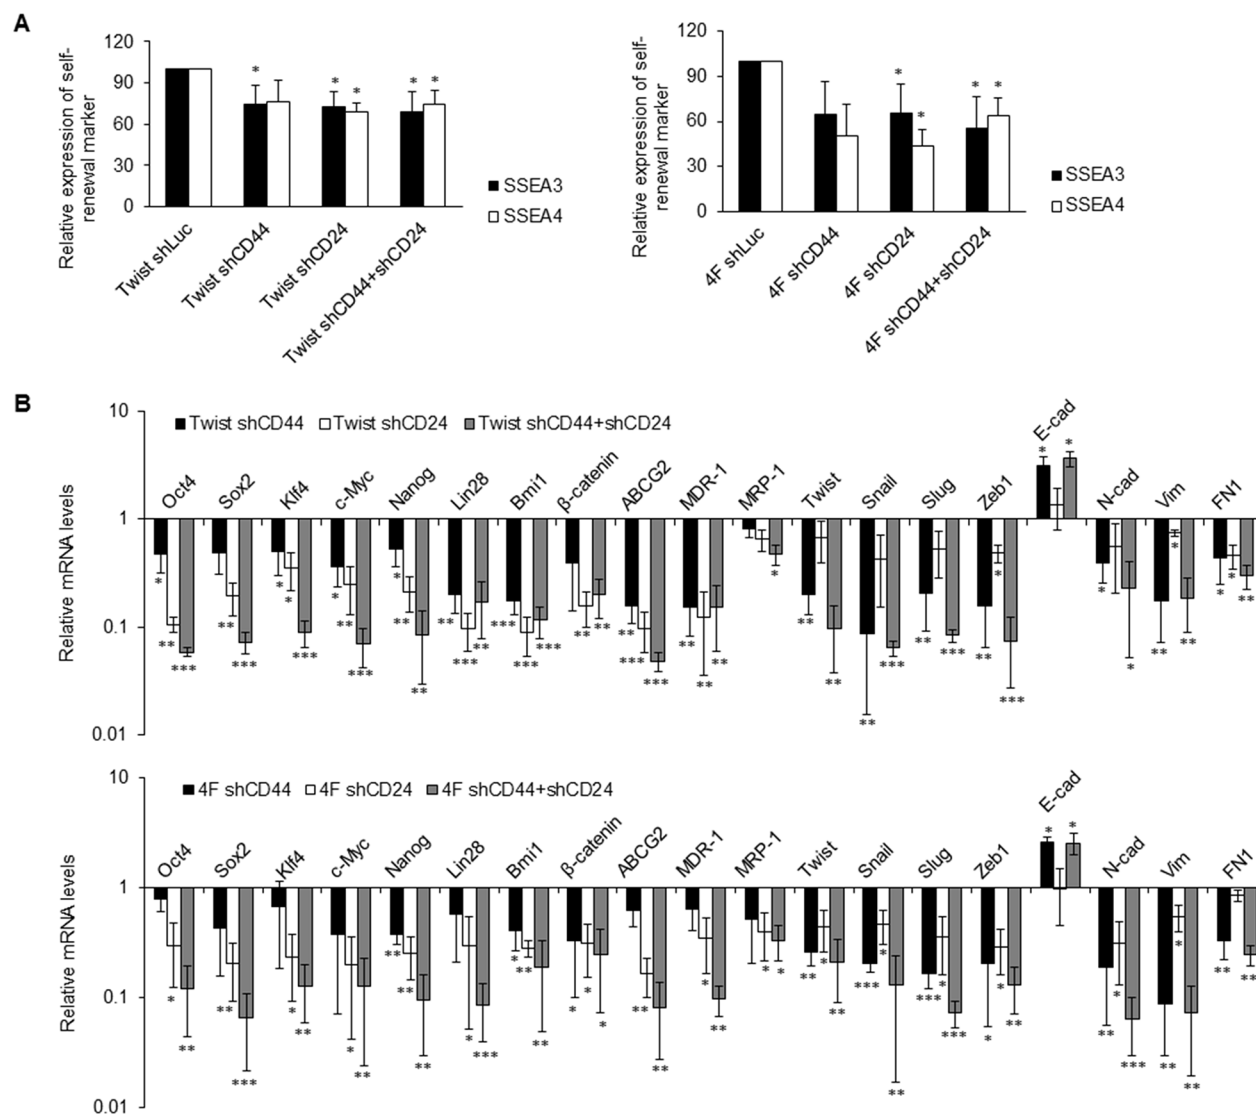 A
Relative expression of self-
renewal marker
120
90
60
30
0
*
*
*
*
*
Twist shLuc
Twist shCD44
Twist shCD24
Twist shCD44+shCD24
SSEA3
SSEA4
Relative expression of self-
renewal marker
120
90
60
30
0
*
*
*
*
4F shLuc
4F shCD44
4F shCD24
4F shCD44+shCD24
SSEA3
SSEA4
B
Relative mRNA levels
10
1
0.1
0.01
Twist shCD44 Twist shCD24 Twist shCD44+shCD24
Oct4 Sox2 Klf4 c-Myc Nanog Lin28 Bmi1 β-catenin ABCG2 MDR-1 MRP-1 Twist Snail Slug Zeb1 E-cad N-cad Vim FN1
* ** ***
** ***
* * ***
* ** ***
* ** **
** *** **
*** *** ***
** **
** *** ***
** ** **
*
** **
** ***
** ***
** * ***
* *
* *
** * **
* * **
Relative mRNA levels
10
1
0.1
0.01
4F shCD44 4F shCD24 4F shCD44+shCD24
Oct4 Sox2 Klf4 c-Myc Nanog Lin28 Bmi1 β-catenin ABCG2 MDR-1 MRP-1 Twist Snail Slug Zeb1 E-cad N-cad Vim FN1
* **
** ***
* **
* **
** ** **
* ***
* ** **
* * *
** **
* **
* *
** * **
*** * **
*** * ***
* * **
* *
** * ***
** * **
** **